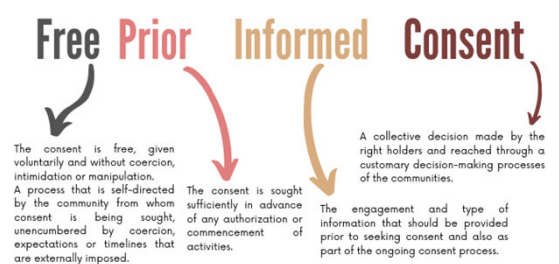 Free Prior Informed Consent
The consent is free, given
voluntarily and without coercion,
intimidation or manipulation.
A process that is self-directed
by the community from whom
consent is being sought,
unencumbered by coercion,
expectations or timelines that
are externally imposed.
The consent is sought
sufficiently in advance
of any authorization or
commencement of
activities.
The engagement and type of
information that should be provided
prior to seeking consent and also as
part of the ongoing consent process.
A collective decision made by the
right holders and reached through a
customary decision-making processes
of the communities.